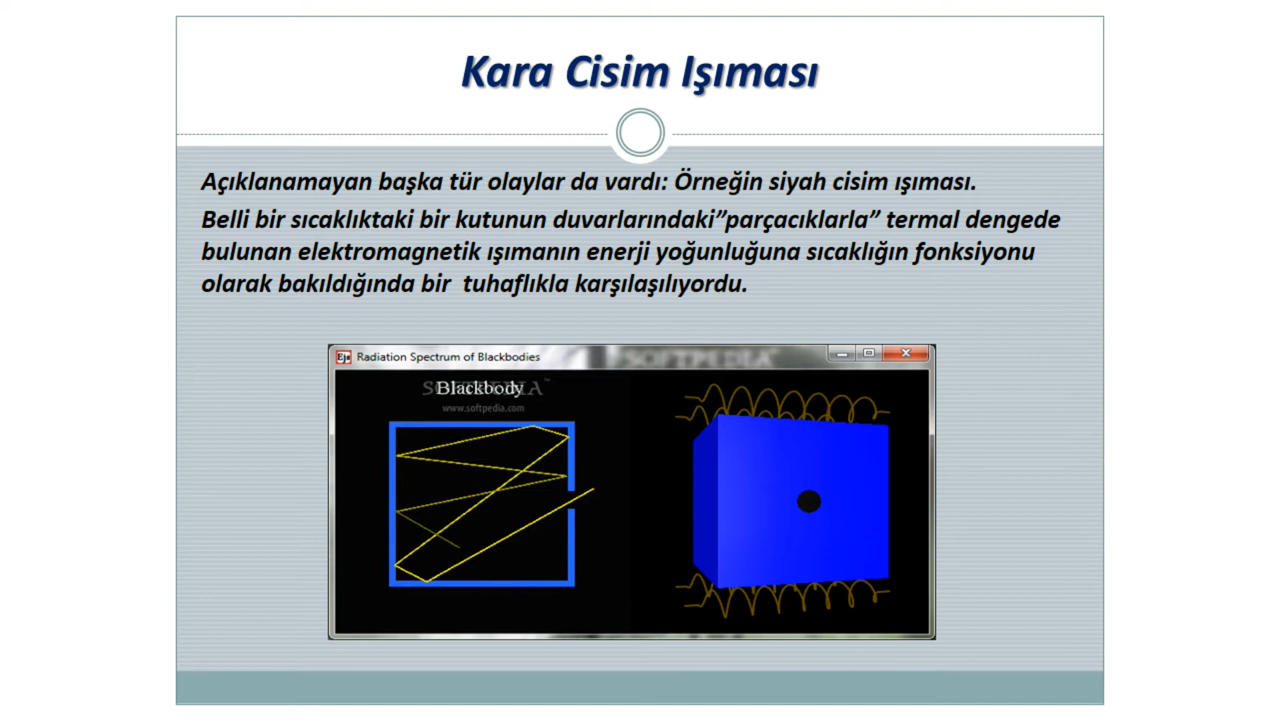 Kara Cisim Işıması
Açıklanamayan başka tür olaylar da vardı: Örneğin siyah cisim ışıması.
Belli bir sıcaklıktaki bir kutunun duvarlarındaki”parçacıklarla” termal dengede
bulunan elektromagnetik ışımanın enerji yoğunluğuna sıcaklığın fonksiyonu
olarak bakıldığında bir tuhaflıkla karşılaşılıyordu.
Ejs Radiation Spectrum of Blackbodies
SOFTPEDIA
SOFTPEDIA
Blackbody
www.softpedia.com